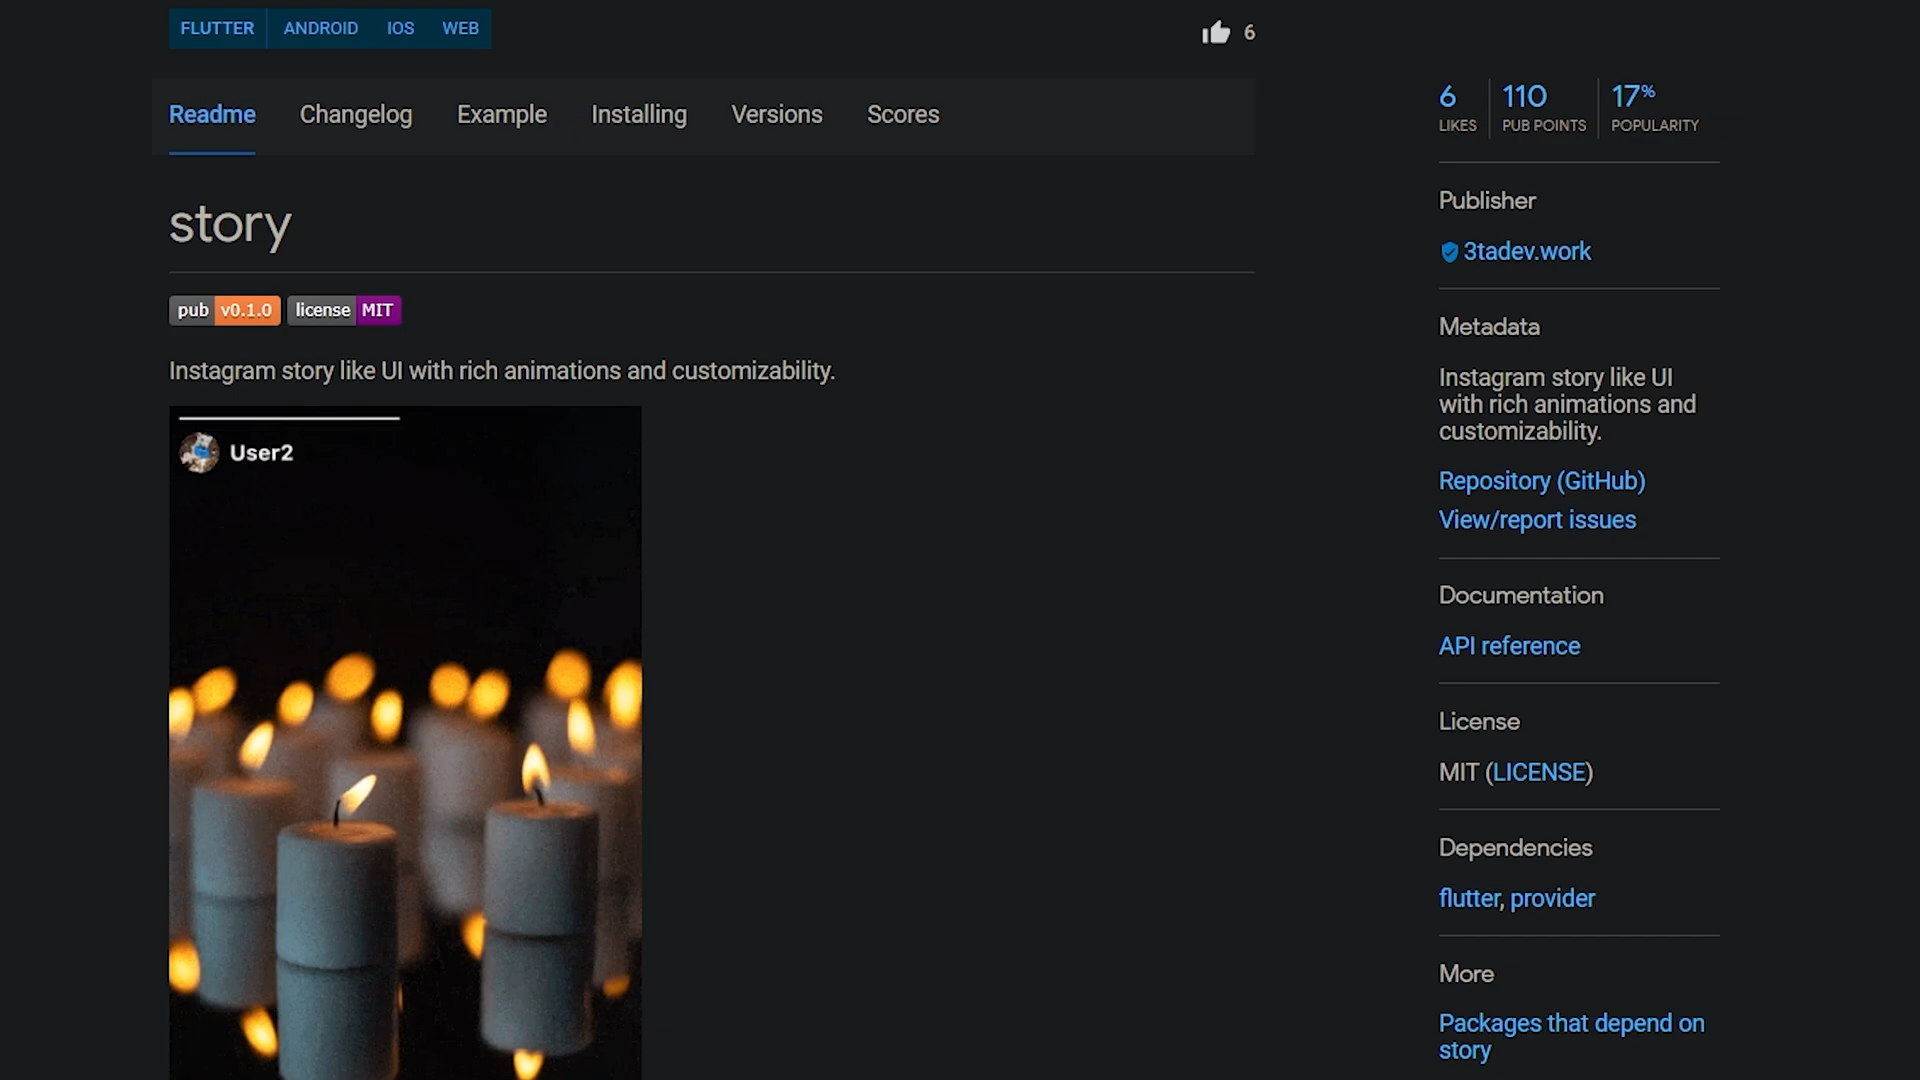 FLUTTER ANDROID IOS WEB
6
Readme Changelog Example Installing Versions Scores
story
pub v0.1.0 license MIT
Instagram story like UI with rich animations and customizability.
User2
6 110 17%
LIKES PUB POINTS POPULARITY
Publisher
3tadev.work
Metadata
Instagram story like UI
with rich animations and
customizability.
Repository (GitHub)
View/report issues
Documentation
API reference
License
MIT (LICENSE)
Dependencies
flutter, provider
More
Packages that depend on
story